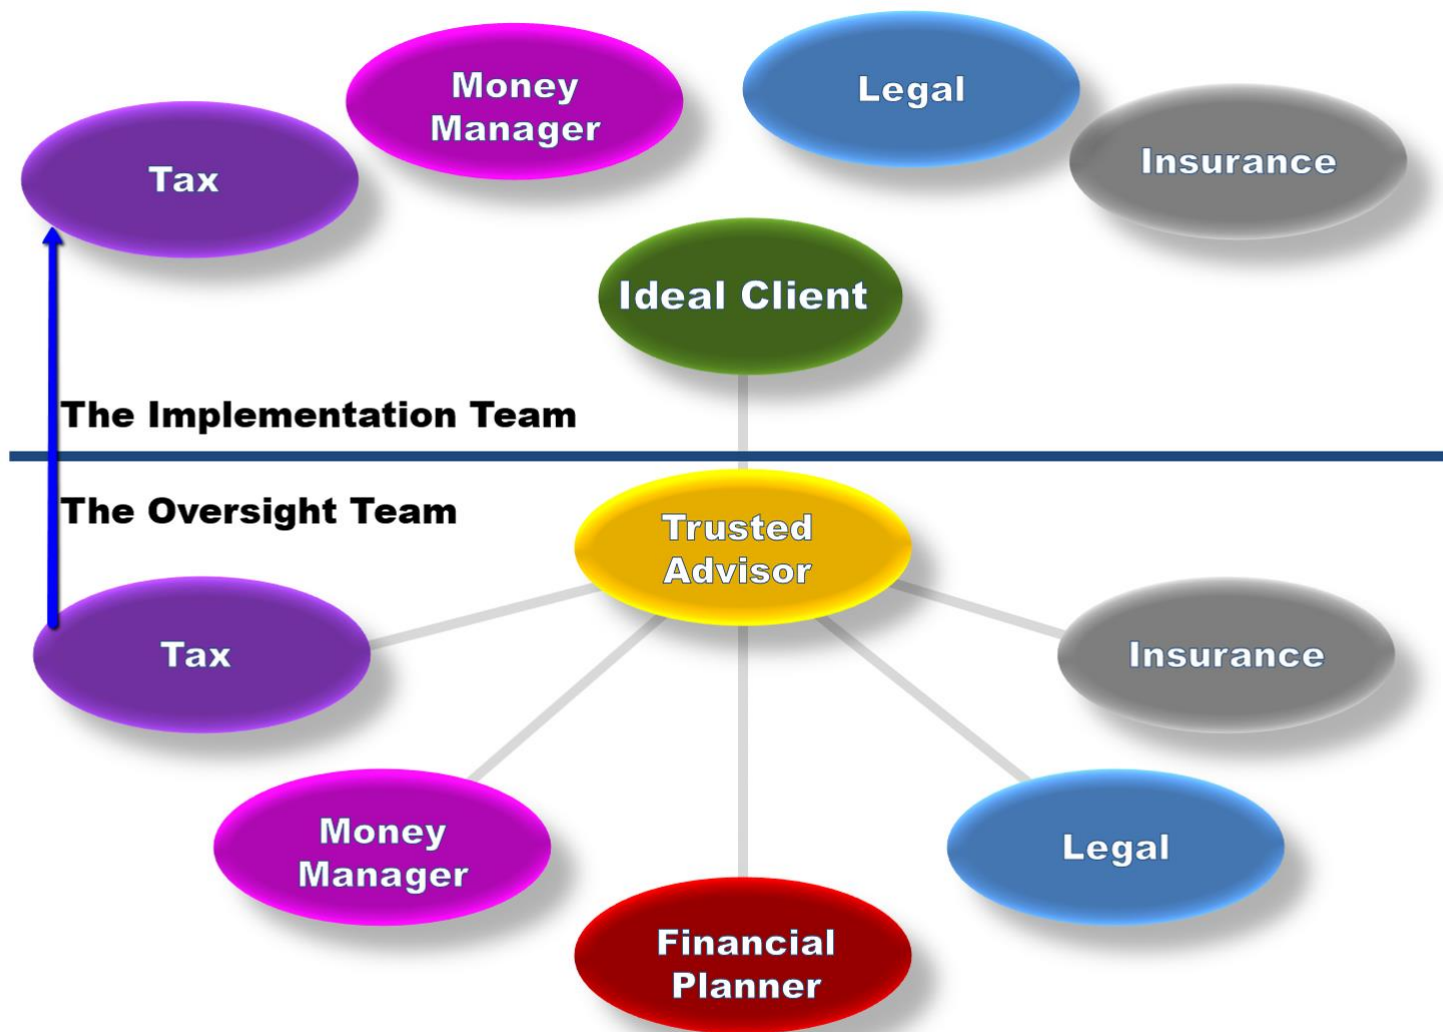 Money
Manager
Legal
Tax
Insurance
Ideal Client
The Implementation Team
The Oversight Team
Trusted
Advisor
Tax
Insurance
Money
Manager
Legal
Financial
Planner